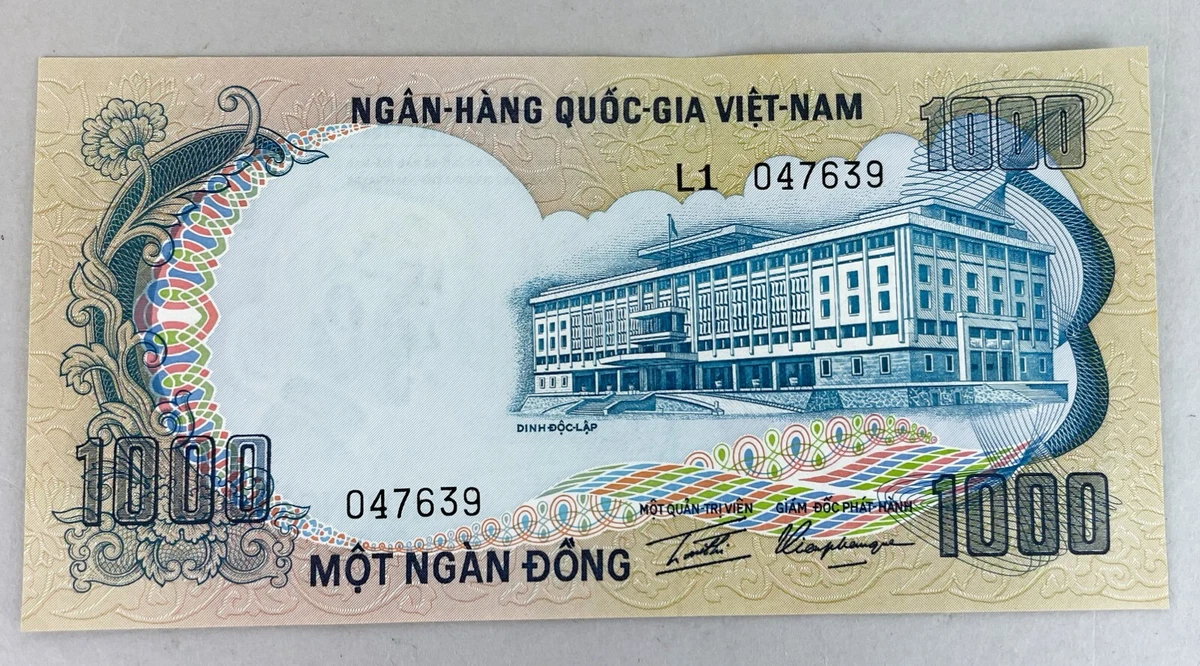 NGÂN-HÀNG QUỐC-GIA VIỆT-NAM
1000
L1 047639
DINH ĐỘC-LẬP
1000
047639
MỘT QUẢN-TRỊ-VIÊN
GIÁM ĐỐC PHÁT-HÀNH
1000
MỘT NGÀN ĐỒNG